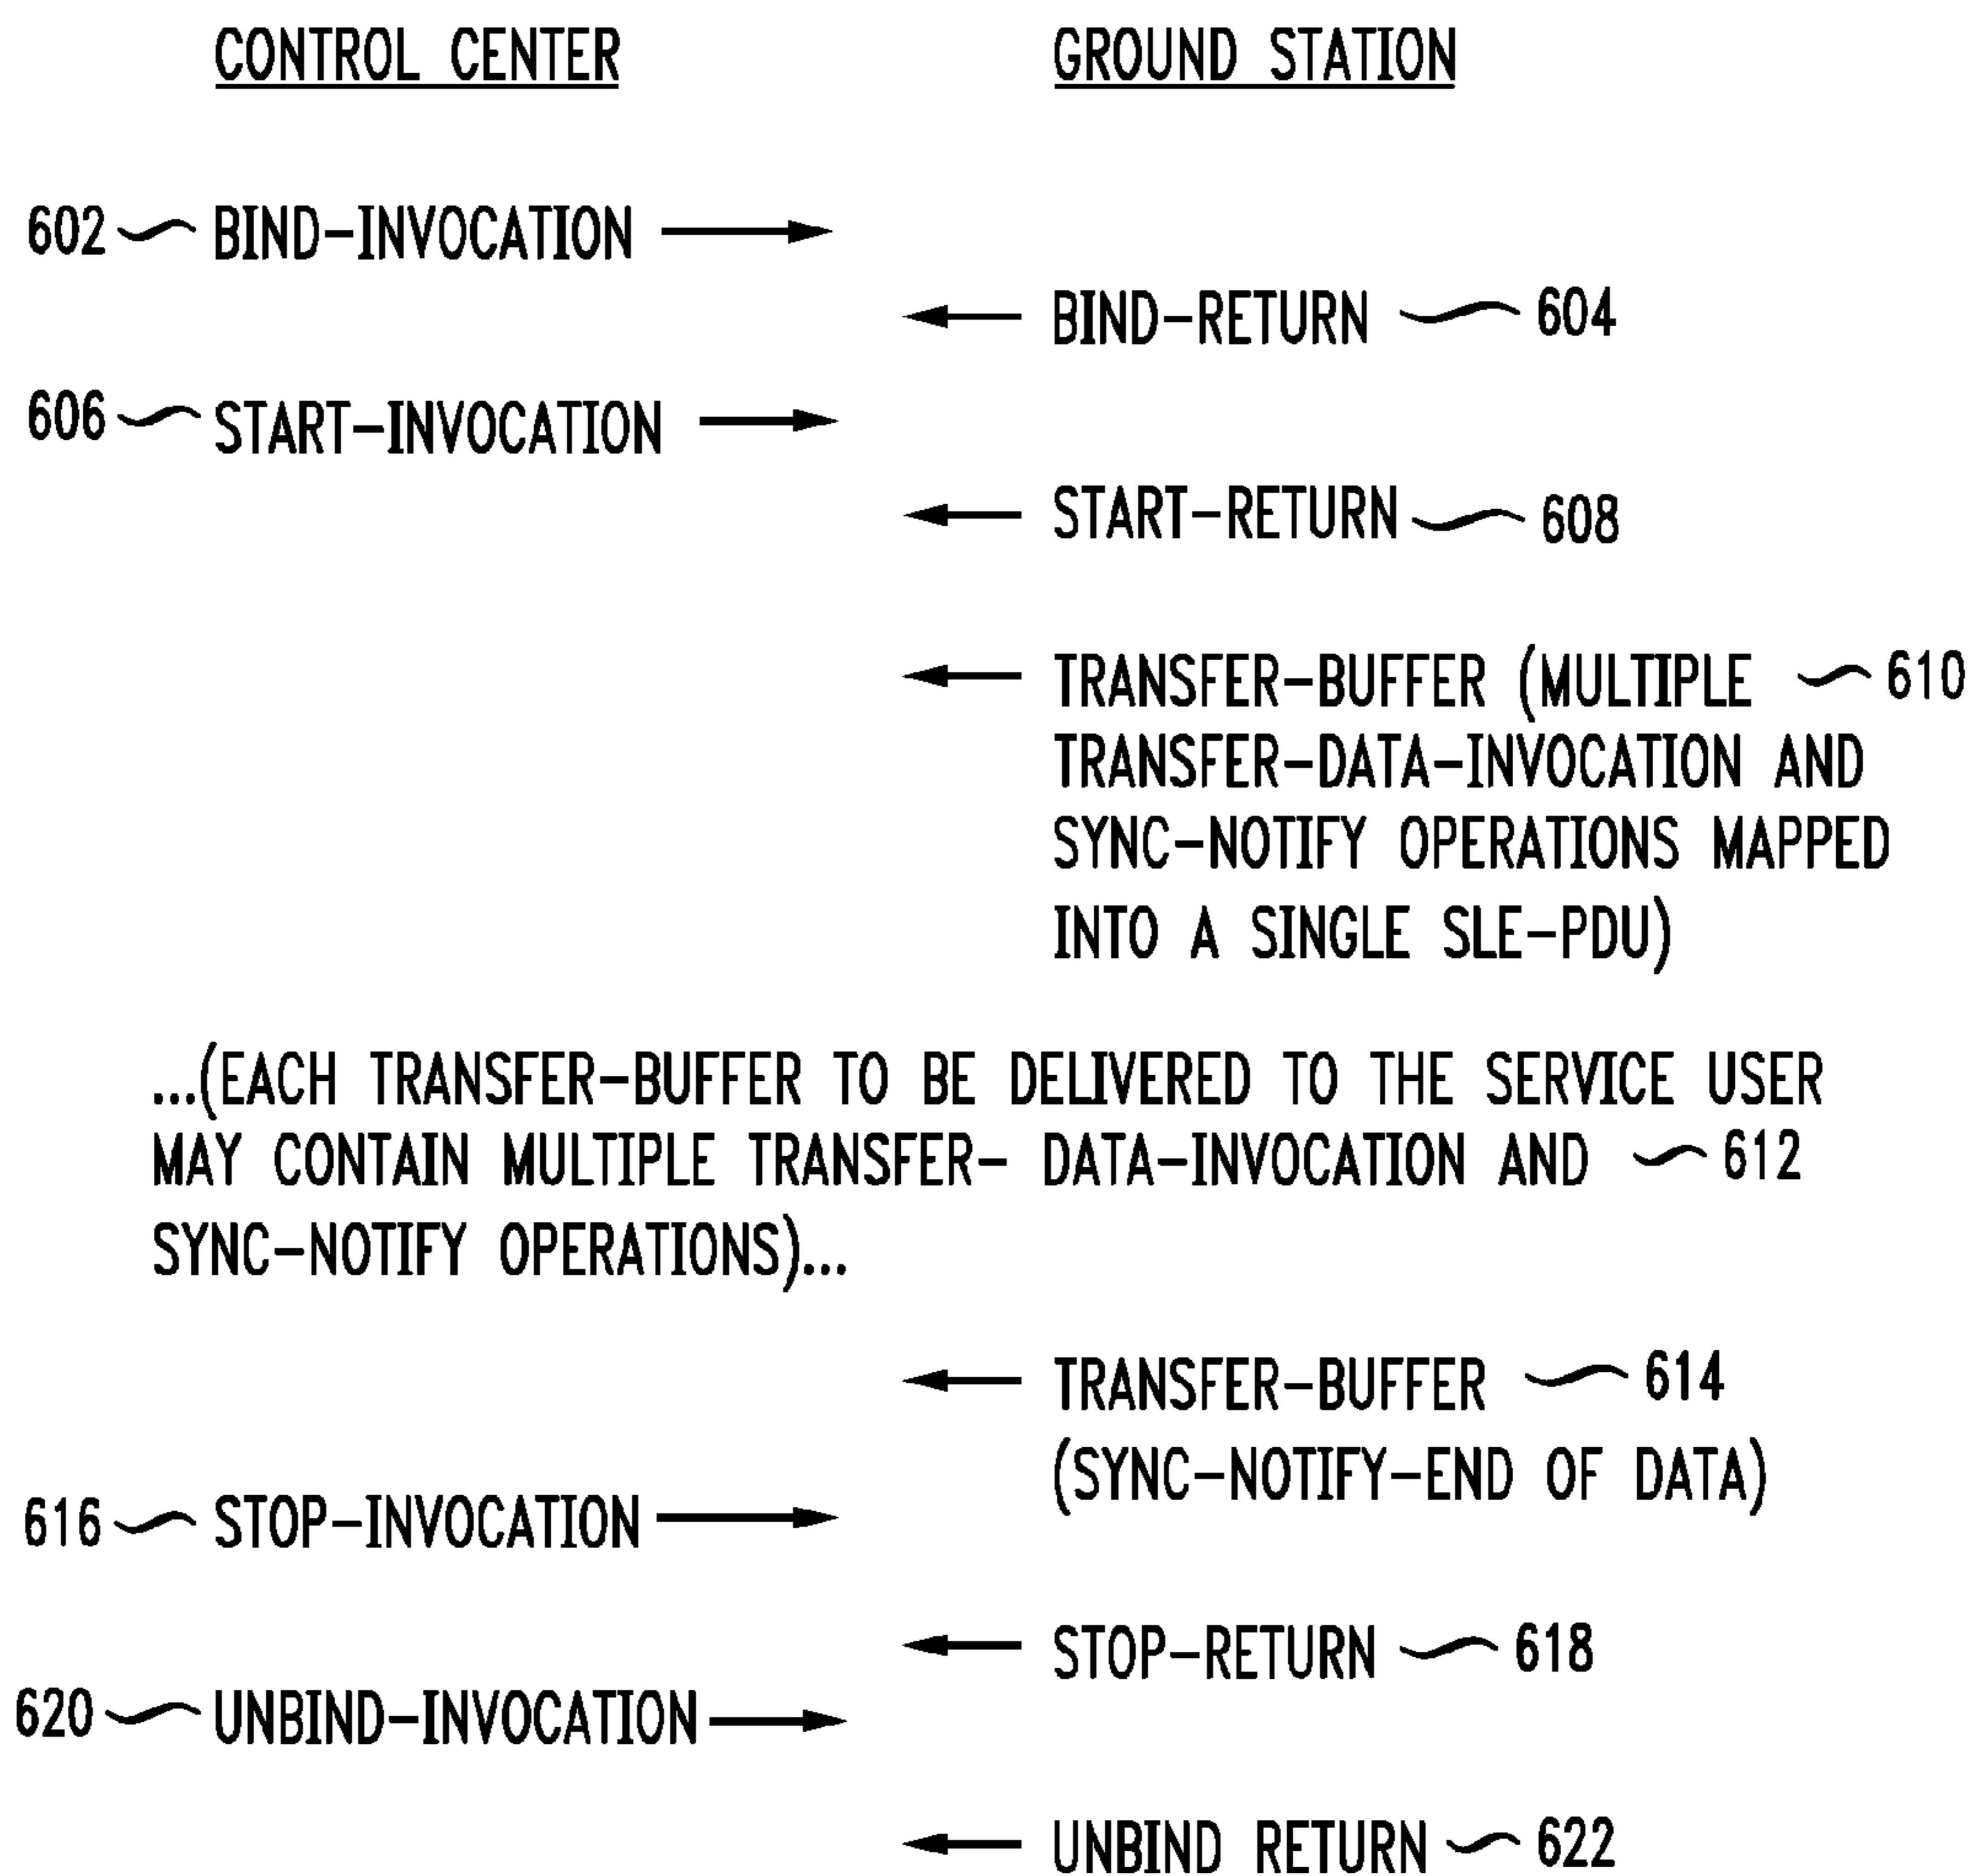 CONTROL CENTER GROUND STATION
602 BIND-INVOCATION
BIND-RETURN 604
606 START-INVOCATION
START-RETURN 608
TRANSFER-BUFFER (MULTIPLE 610
TRANSFER-DATA-INVOCATION AND
SYNC-NOTIFY OPERATIONS MAPPED
INTO A SINGLE SLE-PDU)
...(EACH TRANSFER-BUFFER TO BE DELIVERED TO THE SERVICE USER
MAY CONTAIN MULTIPLE TRANSFER- DATA-INVOCATION AND 612
SYNC-NOTIFY OPERATIONS)...
TRANSFER-BUFFER 614
(SYNC-NOTIFY-END OF DATA)
616 STOP-INVOCATION
STOP-RETURN 618
620 UNBIND-INVOCATION
UNBIND RETURN 622